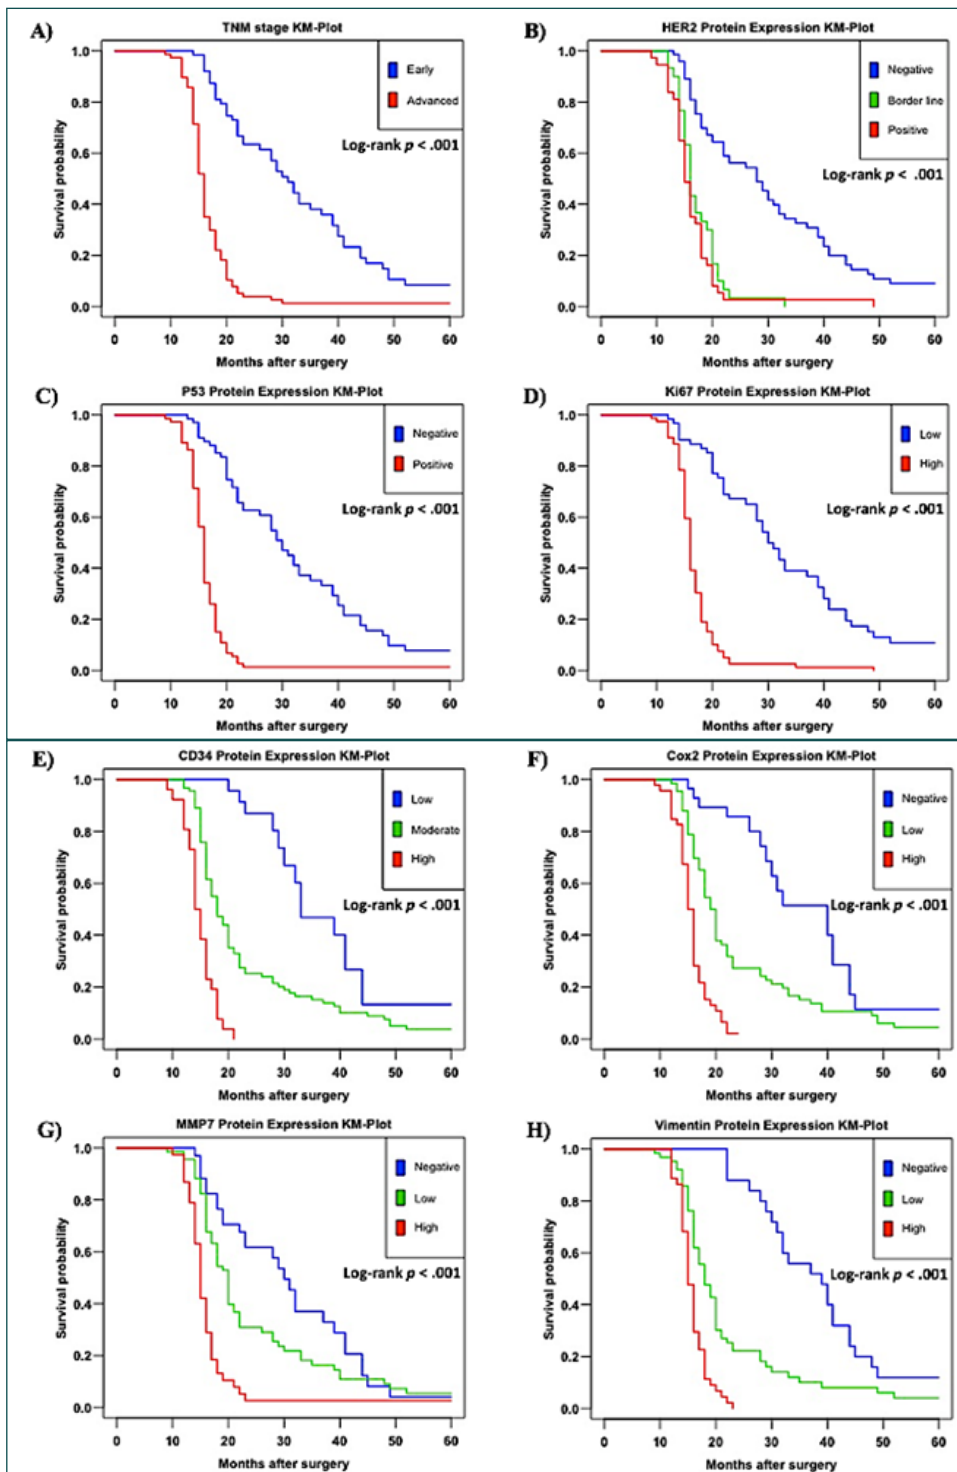 A)
TNM stage KM-Plot
Survival probability
1.0
0.8
0.6
0.4
0.2
0.0
Early
Advanced
Log-rank p < .001
0 10 20 30 40 50 60
Months after surgery
B)
HER2 Protein Expression KM-Plot
Survival probability
1.0
0.8
0.6
0.4
0.2
0.0
Negative
Border line
Positive
Log-rank p < .001
0 10 20 30 40 50 60
Months after surgery
C)
P53 Protein Expression KM-Plot
Survival probability
1.0
0.8
0.6
0.4
0.2
0.0
Negative
Positive
Log-rank p < .001
0 10 20 30 40 50 60
Months after surgery
D)
Ki67 Protein Expression KM-Plot
Survival probability
1.0
0.8
0.6
0.4
0.2
0.0
Low
High
Log-rank p < .001
0 10 20 30 40 50 60
Months after surgery
E)
CD34 Protein Expression KM-Plot
Survival probability
1.0
0.8
0.6
0.4
0.2
0.0
Low
Moderate
High
Log-rank p < .001
0 10 20 30 40 50 60
Months after surgery
F)
Cox2 Protein Expression KM-Plot
Survival probability
1.0
0.8
0.6
0.4
0.2
0.0
Negative
Low
High
Log-rank p < .001
0 10 20 30 40 50 60
Months after surgery
G)
MMP7 Protein Expression KM-Plot
Survival probability
1.0
0.8
0.6
0.4
0.2
0.0
Negative
Low
High
Log-rank p < .001
0 10 20 30 40 50 60
Months after surgery
H)
Vimentin Protein Expression KM-Plot
Survival probability
1.0
0.8
0.6
0.4
0.2
0.0
Negative
Low
High
Log-rank p < .001
0 10 20 30 40 50 60
Months after surgery